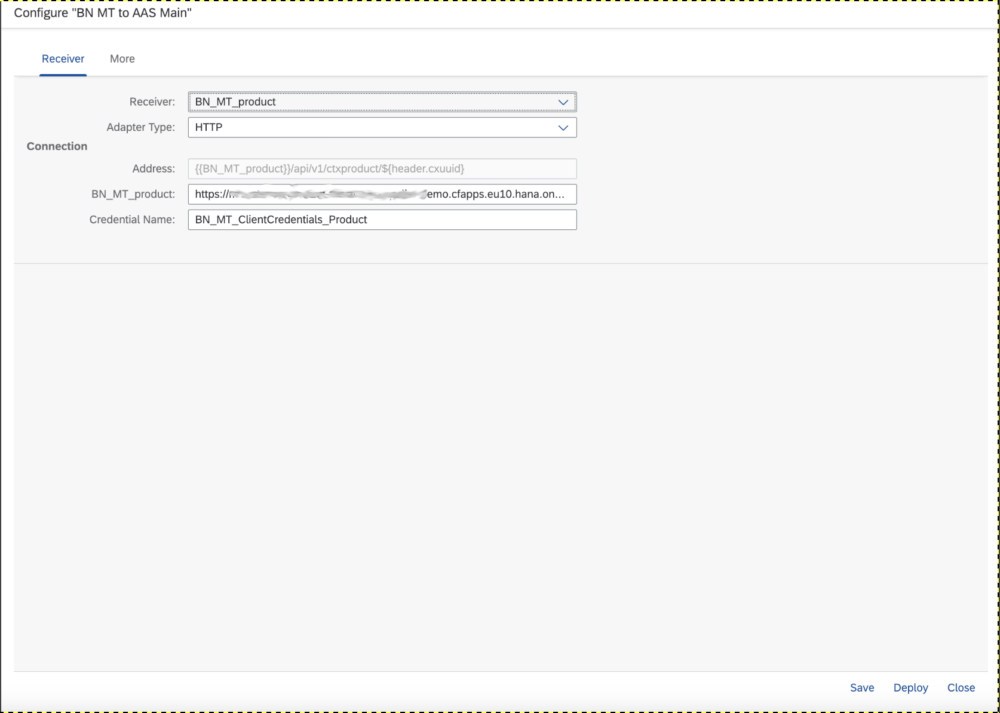 Configure "BN MT to AAS Main"
Receiver More
Receiver: BN_MT_product
Adapter Type: HTTP
Connection
Address: {{BN_MT_product}}/api/v1/ctxproduct/${header.cxuuid}
BN_MT_product: https:// emo.cfapps.eu10.hana.on...
Credential Name: BN_MT_ClientCredentials_Product
Save Deploy Close